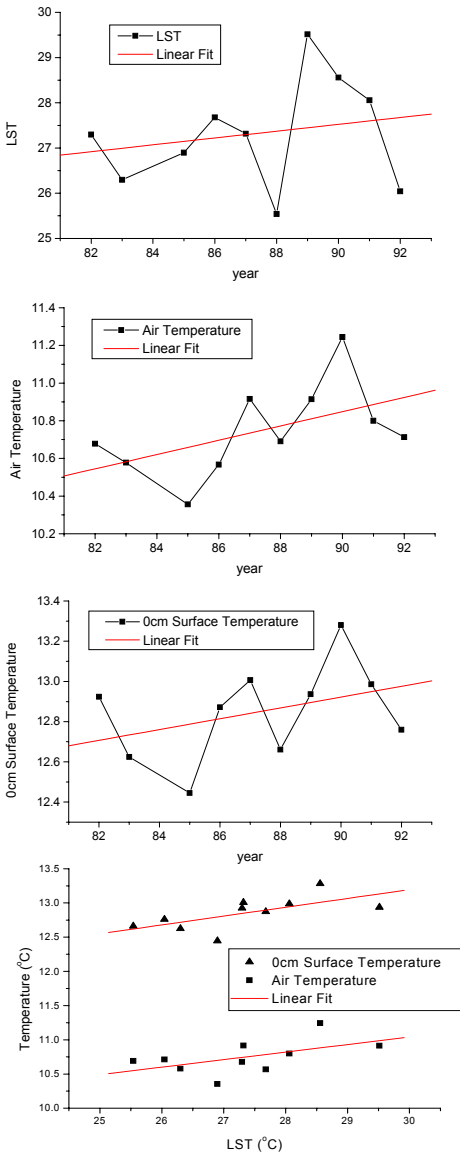 30
29
28
27
26
25
LST
LST
Linear Fit
82 84 86 88 90 92
year
11.4
11.2
11.0
10.8
10.6
10.4
10.2
Air Temperature
Air Temperature
Linear Fit
82 84 86 88 90 92
year
13.4
13.2
13.0
12.8
12.6
12.4
0cm Surface Temperature
0cm Surface Temperature
Linear Fit
82 84 86 88 90 92
year
13.5
13.0
12.5
12.0
11.5
11.0
10.5
10.0
Temperature (°C)
0cm Surface Temperature
Air Temperature
Linear Fit
25 26 27 28 29 30
LST (°C)